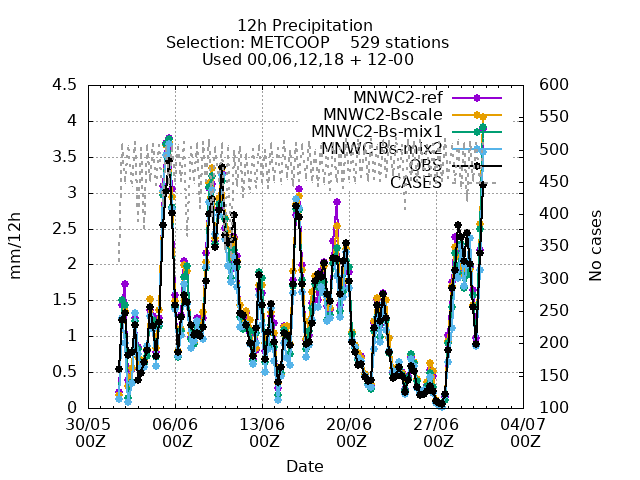 12h Precipitation
Selection: METCOOP 529 stations
Used 00,06,12,18 + 12-00
4.5 600
MNWC2-ref
MNWC2-Bscale
4 550
MNWC2-Bs-mix1
MNWC-Bs-mix2
3.5 500
OBS
CASES
3 450
2.5 400
2 350
1.5 300
1 250
0.5 200
150
0 100
mm/12h
No cases
30/05 06/06 13/06 20/06 27/06 04/07
00Z 00Z 00Z 00Z 00Z 00Z
Date